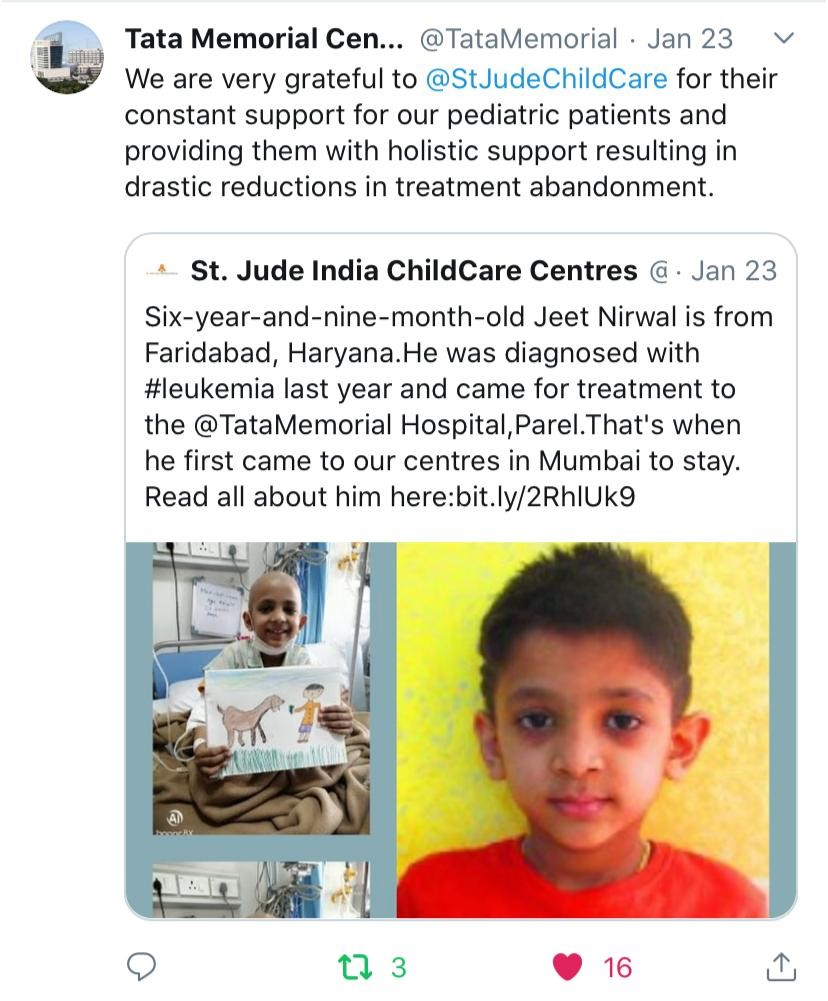 Tata Memorial Cen... @TataMemorial · Jan 23
We are very grateful to @StJudeChildCare for their
constant support for our pediatric patients and
providing them with holistic support resulting in
drastic reductions in treatment abandonment.
St. Jude India ChildCare Centres @ · Jan 23
Six-year-and-nine-month-old Jeet Nirwal is from
Faridabad, Haryana.He was diagnosed with
#leukemia last year and came for treatment to
the @TataMemorial Hospital,Parel.That's when
he first came to our centres in Mumbai to stay.
Read all about him here:bit.ly/2RhlUk9
AI
3
16